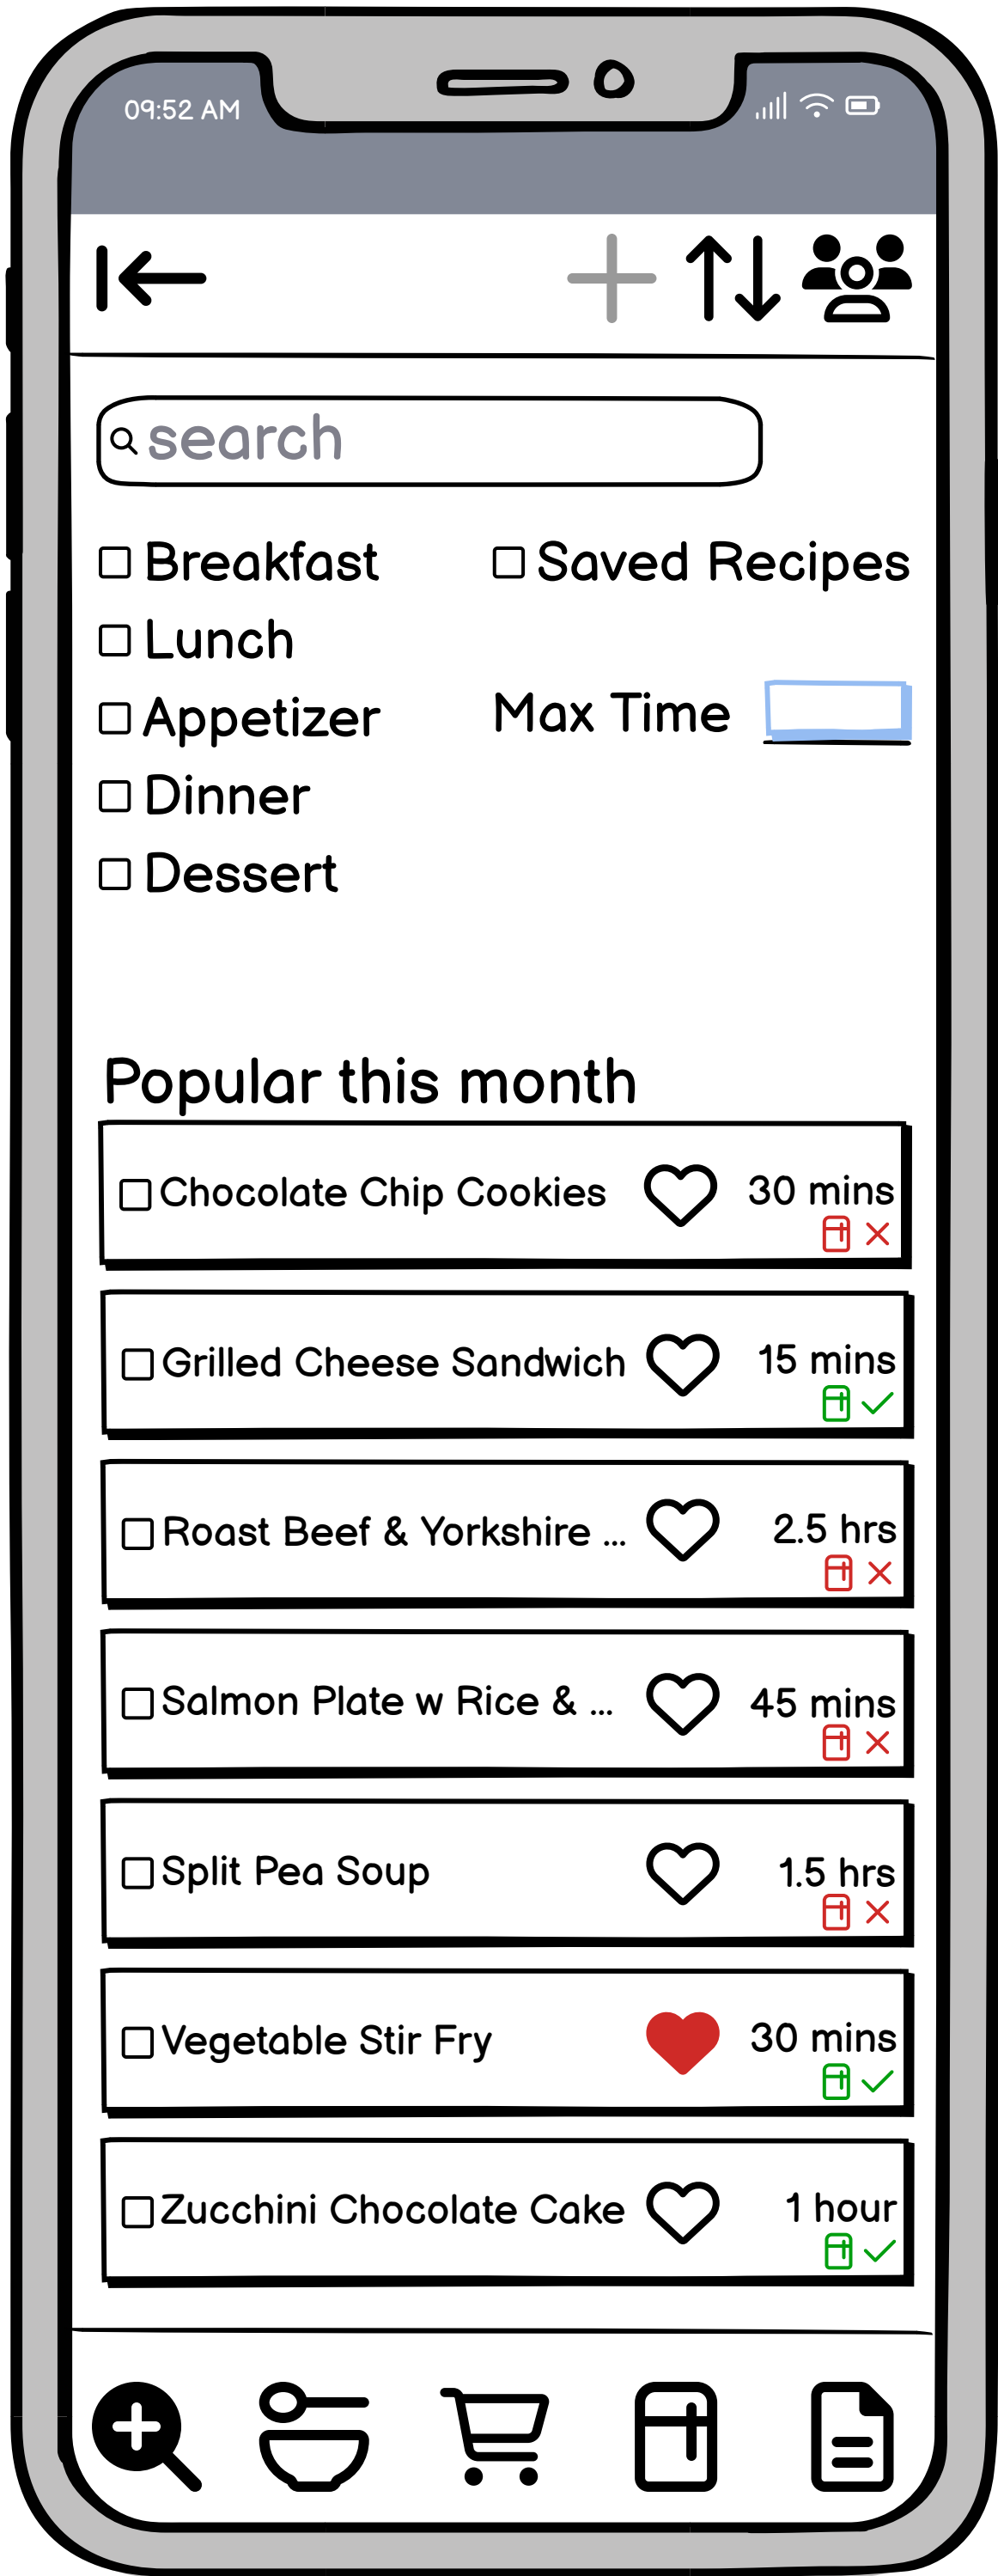 09:52 AM
search
Breakfast
Saved Recipes
Lunch
Appetizer
Max Time
Dinner
Dessert
Popular this month
Chocolate Chip Cookies
30 mins
Grilled Cheese Sandwich
15 mins
Roast Beef & Yorkshire ...
2.5 hrs
Salmon Plate w Rice & ...
45 mins
Split Pea Soup
1.5 hrs
Vegetable Stir Fry
30 mins
Zucchini Chocolate Cake
1 hour